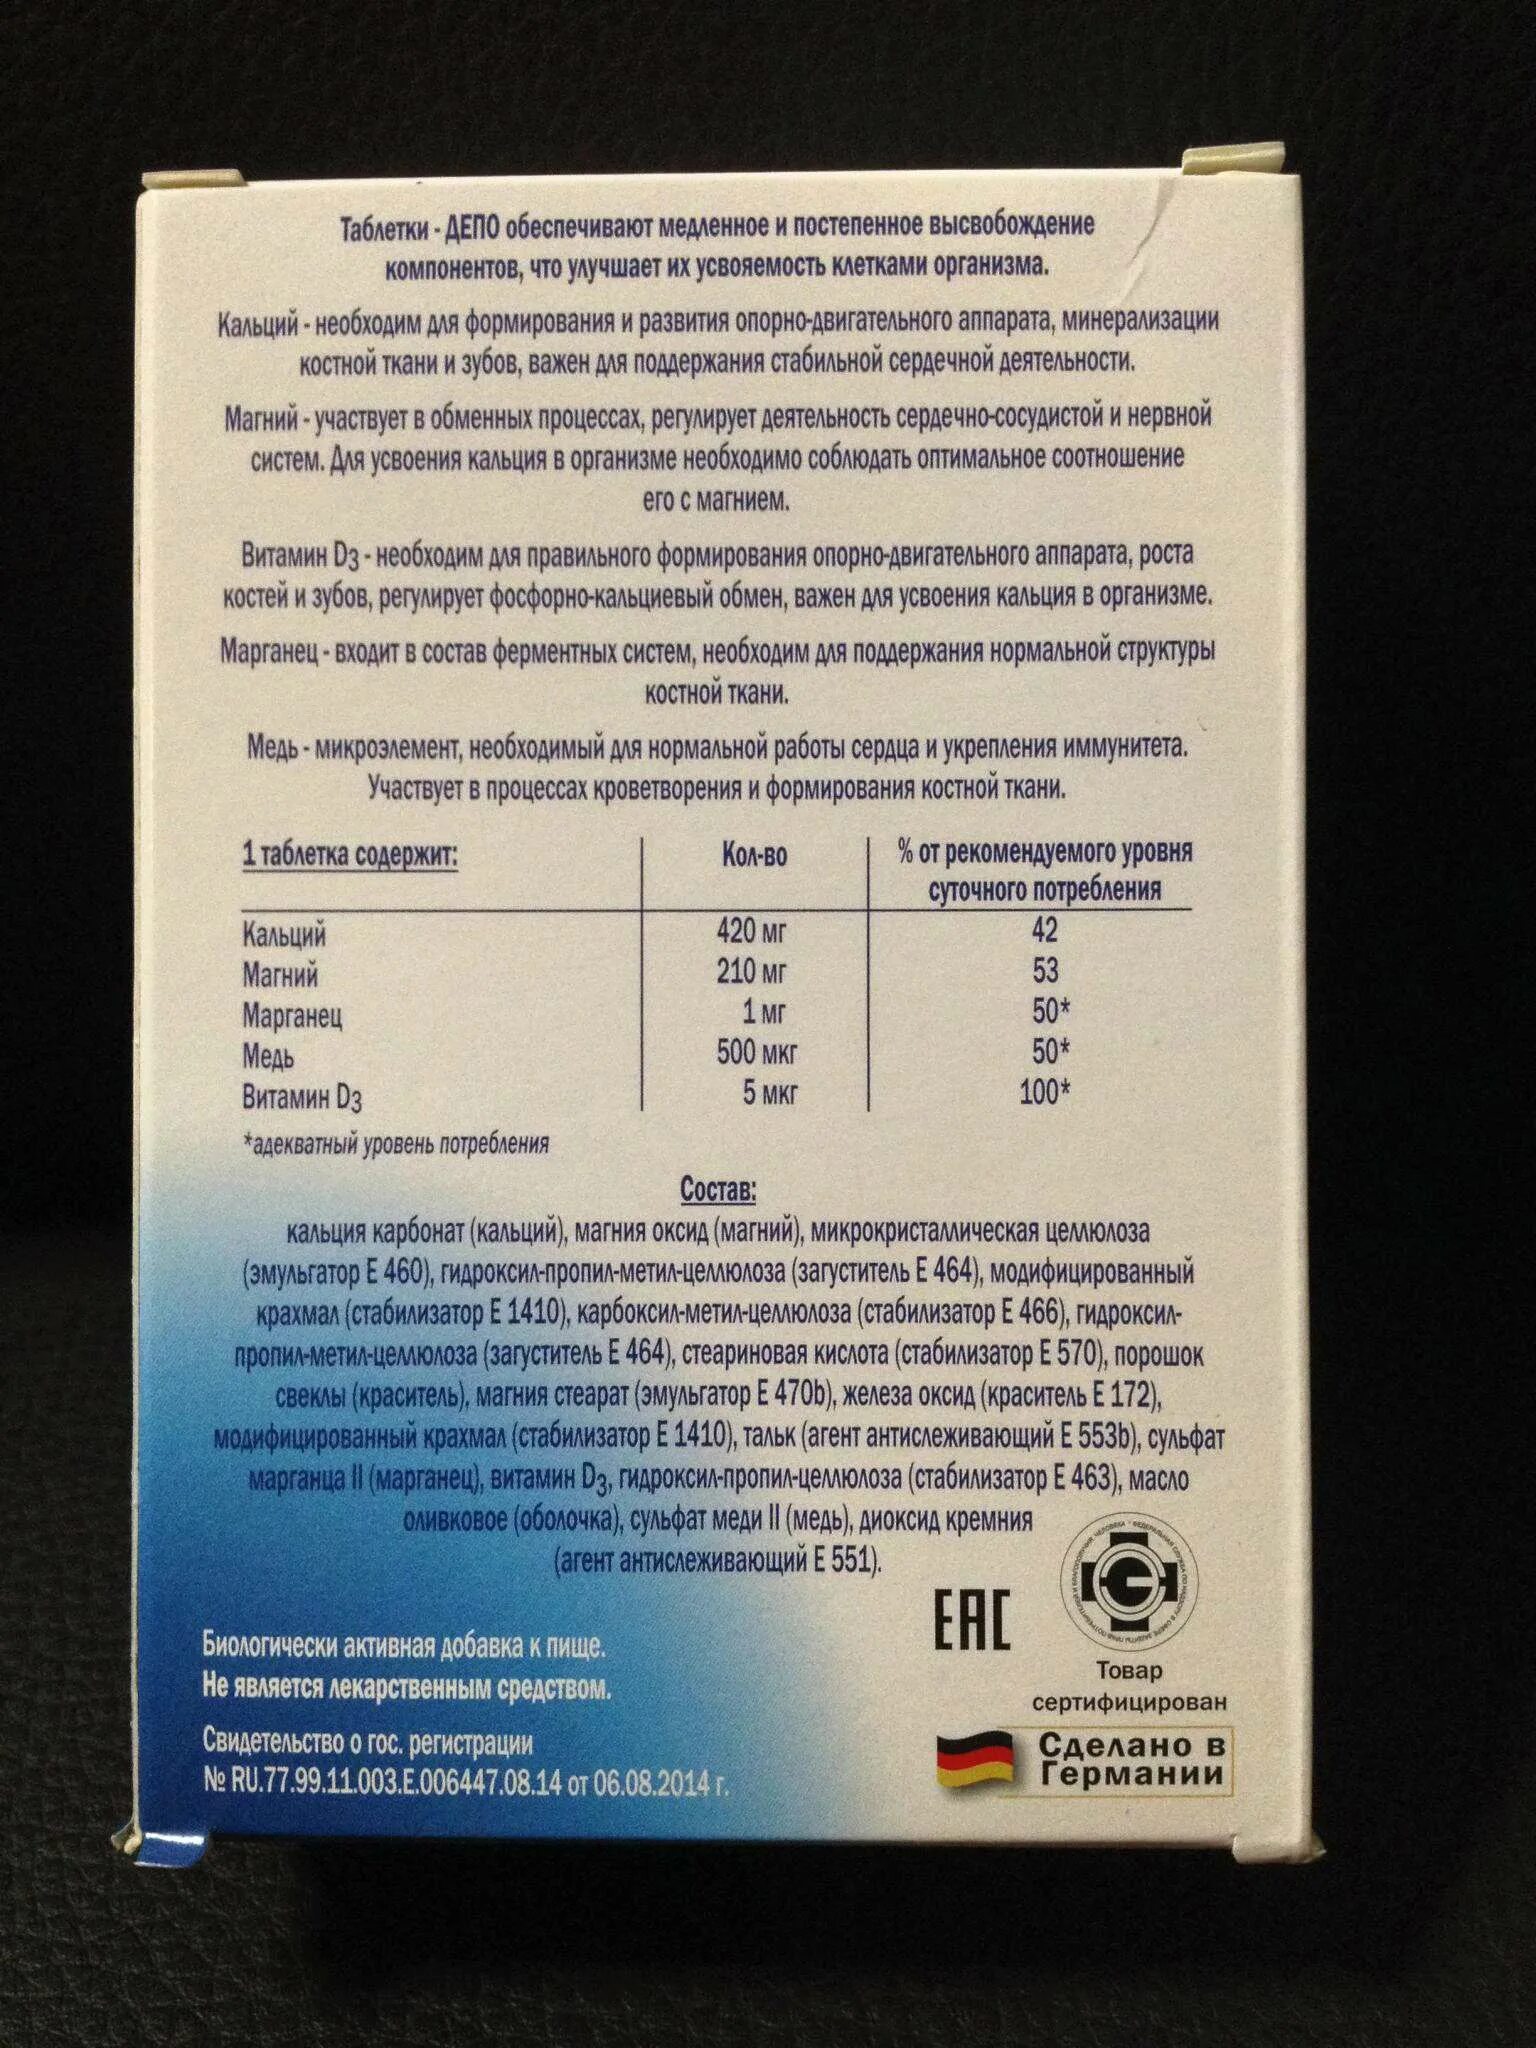 Таблетки - ДЕПО обеспечивают медленное и постепенное высвобождение
компонентов, что улучшает их усвояемость клетками организма.
Кальций - необходим для формирования и развития опорно-двигательного аппарата, минерализации
костной ткани и зубов, важен для поддержания стабильной сердечной деятельности.
Магний - участвует в обменных процессах, регулирует деятельность сердечно-сосудистой и нервной
систем. Для усвоения кальция в организме необходимо соблюдать оптимальное соотношение
его с магнием.
Витамин D3 - необходим для правильного формирования опорно-двигательного аппарата, роста
костей и зубов, регулирует фосфорно-кальциевый обмен, важен для усвоения кальция в организме.
Марганец - входит в состав ферментных систем, необходим для поддержания нормальной структуры
костной ткани.
Медь - микроэлемент, необходимый для нормальной работы сердца и укрепления иммунитета.
Участвует в процессах кроветворения и формирования костной ткани.
1 таблетка содержит: Кол-во % от рекомендуемого уровня
суточного потребления
Кальций 420 мг 42
Магний 210 мг 53
Марганец 1 мг 50*
Медь 500 мкг 50*
Витамин D3 5 мкг 100*
*адекватный уровень потребления
Состав:
кальция карбонат (кальций), магния оксид (магний), микрокристаллическая целлюлоза
(эмульгатор Е 460), гидроксил-пропил-метил-целлюлоза (загуститель Е 464), модифицированный
крахмал (стабилизатор Е 1410), карбоксил-метил-целлюлоза (стабилизатор Е 466), гидроксил-
пропил-метил-целлюлоза (загуститель Е 464), стеариновая кислота (стабилизатор Е 570), порошок
свеклы (краситель), магния стеарат (эмульгатор Е 470b), железа оксид (краситель Е 172),
модифицированный крахмал (стабилизатор Е 1410), тальк (агент антислеживающий Е 553b), сульфат
марганца II (марганец), витамин D3, гидроксил-пропил-целлюлоза (стабилизатор Е 463), масло
оливковое (оболочка), сульфат меди II (медь), диоксид кремния
(агент антислеживающий Е 551).
ЕАС
Товар
сертифицирован
Биологически активная добавка к пище.
Не является лекарственным средством.
Свидетельство о гос. регистрации
№ RU.77.99.11.003.Е.006447.08.14 от 06.08.2014 г.
Сделано в
Германии